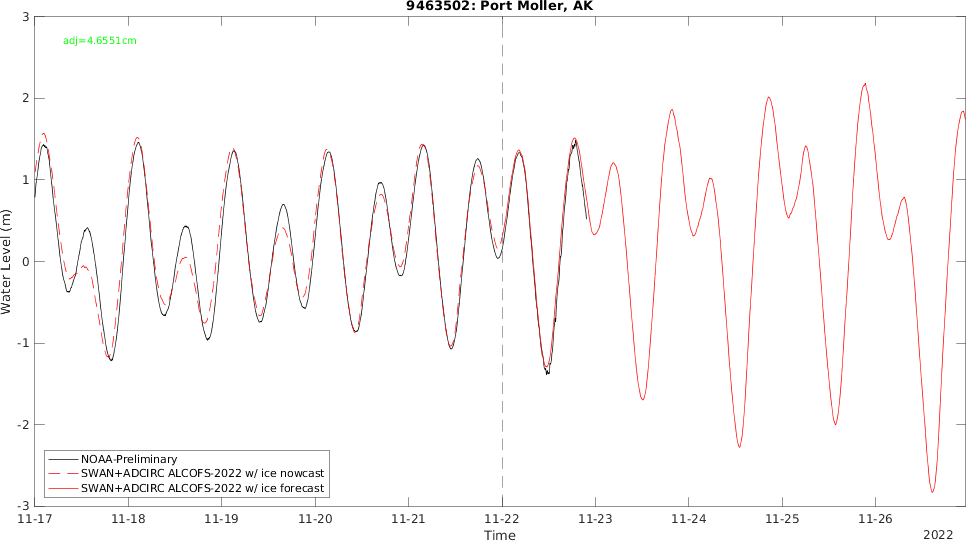 9463502: Port Moller, AK
adj=4.6551cm
3
2
1
0
-1
-2
-3
Water Level (m)
NOAA-Preliminary
SWAN+ADCIRC ALCOFS-2022 w/ ice nowcast
SWAN+ADCIRC ALCOFS-2022 w/ ice forecast
11-17 11-18 11-19 11-20 11-21 11-22 11-23 11-24 11-25 11-26
Time
2022